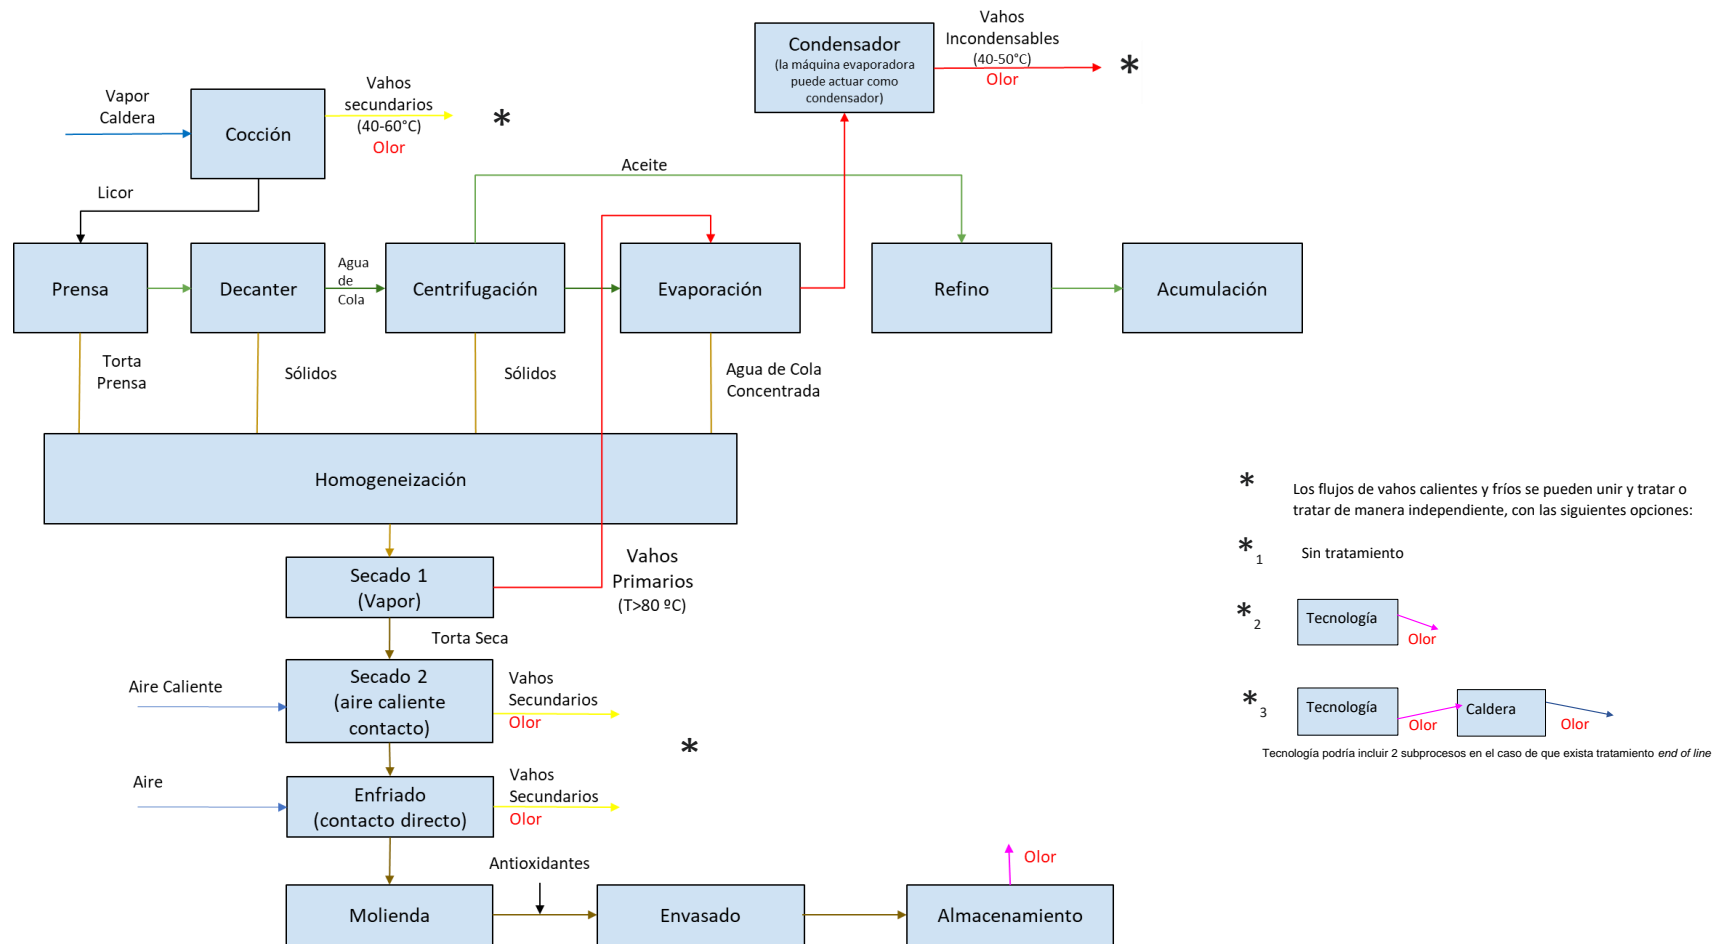 Vahos
Incondensables
(40-50°C)
Olor
Condensador
(la máquina evaporadora
puede actuar como
condensador)
*
Vapor
Caldera
Cocción
Vahos
secundarios
(40-60°C)
Olor
*
Aceite
Licor
Prensa
Decanter
Agua
de
Cola
Centrifugación
Evaporación
Refino
Acumulación
Torta
Prensa
Sólidos
Sólidos
Agua de Cola
Concentrada
Homogeneización
Secado 1
(Vapor)
Vahos
Primarios
(T>80 ºC)
Torta Seca
Aire Caliente
Secado 2
(aire caliente
contacto)
Vahos
Secundarios
Olor
*
Aire
Enfriado
(contacto directo)
Vahos
Secundarios
Olor
Antioxidantes
Molienda
Envasado
Almacenamiento
Olor
* Los flujos de vahos calientes y fríos se pueden unir y tratar o
tratar de manera independiente, con las siguientes opciones:
*1 Sin tratamiento
*2 Tecnología
Olor
*3 Tecnología
Olor
Caldera
Olor
Tecnología podría incluir 2 subprocesos en el caso de que exista tratamiento end of line